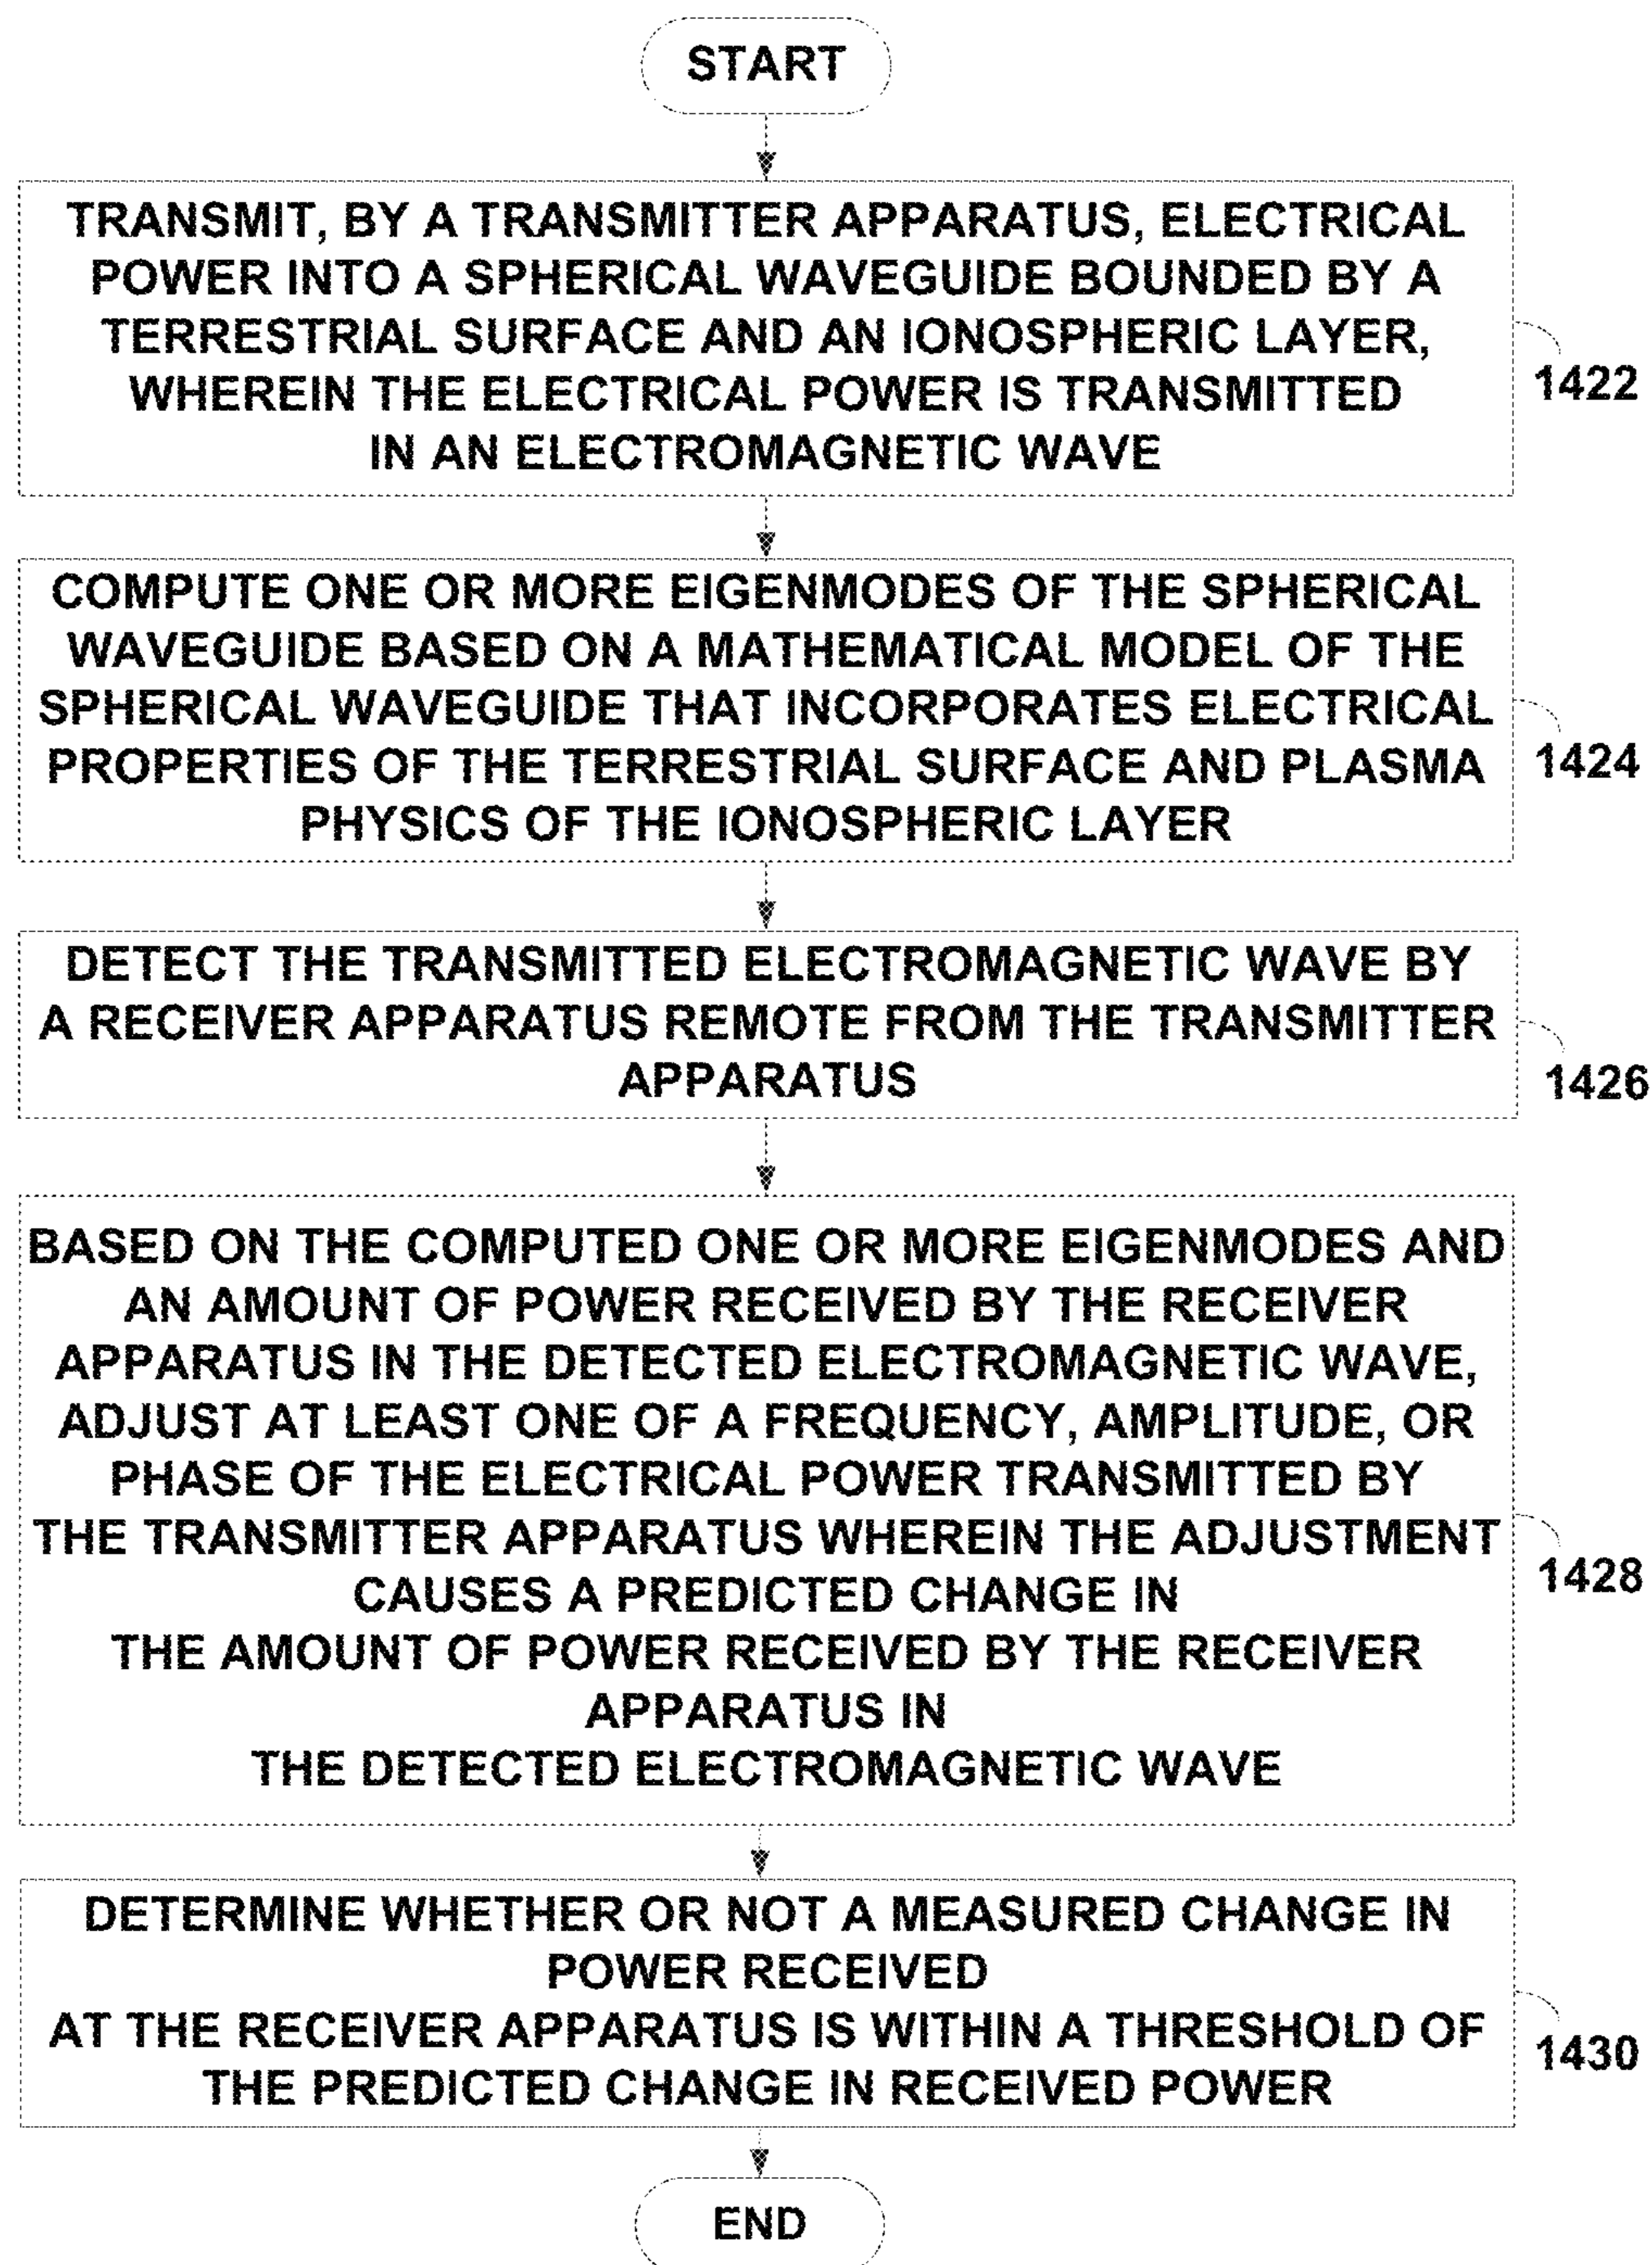 START
TRANSMIT, BY A TRANSMITTER APPARATUS, ELECTRICAL
POWER INTO A SPHERICAL WAVEGUIDE BOUNDED BY A
TERRESTRIAL SURFACE AND AN IONOSPHERIC LAYER,
WHEREIN THE ELECTRICAL POWER IS TRANSMITTED
IN AN ELECTROMAGNETIC WAVE
1422
COMPUTE ONE OR MORE EIGENMODES OF THE SPHERICAL
WAVEGUIDE BASED ON A MATHEMATICAL MODEL OF THE
SPHERICAL WAVEGUIDE THAT INCORPORATES ELECTRICAL
PROPERTIES OF THE TERRESTRIAL SURFACE AND PLASMA
PHYSICS OF THE IONOSPHERIC LAYER
1424
DETECT THE TRANSMITTED ELECTROMAGNETIC WAVE BY
A RECEIVER APPARATUS REMOTE FROM THE TRANSMITTER
APPARATUS
1426
BASED ON THE COMPUTED ONE OR MORE EIGENMODES AND
AN AMOUNT OF POWER RECEIVED BY THE RECEIVER
APPARATUS IN THE DETECTED ELECTROMAGNETIC WAVE,
ADJUST AT LEAST ONE OF A FREQUENCY, AMPLITUDE, OR
PHASE OF THE ELECTRICAL POWER TRANSMITTED BY
THE TRANSMITTER APPARATUS WHEREIN THE ADJUSTMENT
CAUSES A PREDICTED CHANGE IN
THE AMOUNT OF POWER RECEIVED BY THE RECEIVER
APPARATUS IN
THE DETECTED ELECTROMAGNETIC WAVE
1428
DETERMINE WHETHER OR NOT A MEASURED CHANGE IN
POWER RECEIVED
AT THE RECEIVER APPARATUS IS WITHIN A THRESHOLD OF
THE PREDICTED CHANGE IN RECEIVED POWER
1430
END